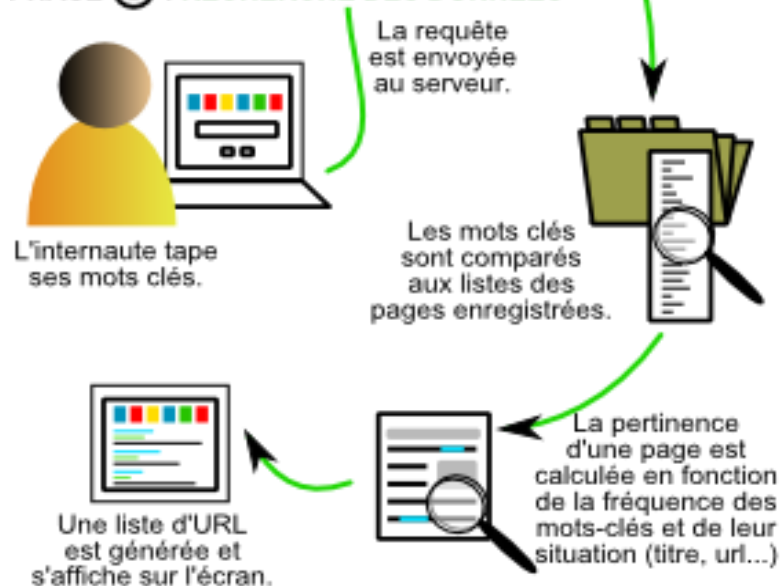 La requête
est envoyée
au serveur.
L'internaute tape
ses mots clés.
Les mots clés
sont comparés
aux listes des
pages enregistrées.
La pertinence
d'une page est
calculée en fonction
de la fréquence des
mots-clés et de leur
situation (titre, url...)
Une liste d'URL
est générée et
s'affiche sur l'écran.